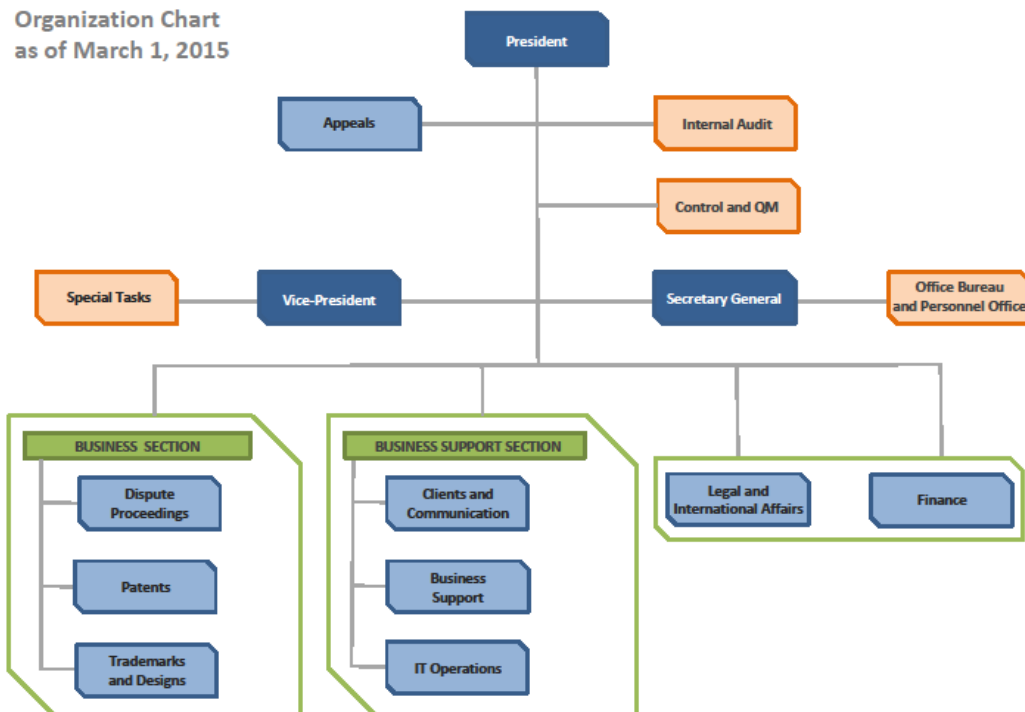 Organization Chart
as of March 1, 2015
President
Appeals
Internal Audit
Control and QM
Special Tasks
Vice-President
Secretary General
Office Bureau
and Personnel Office
BUSINESS SECTION
Dispute
Proceedings
Patents
Trademarks
and Designs
BUSINESS SUPPORT SECTION
Clients and
Communication
Business
Support
IT Operations
Legal and
International Affairs
Finance